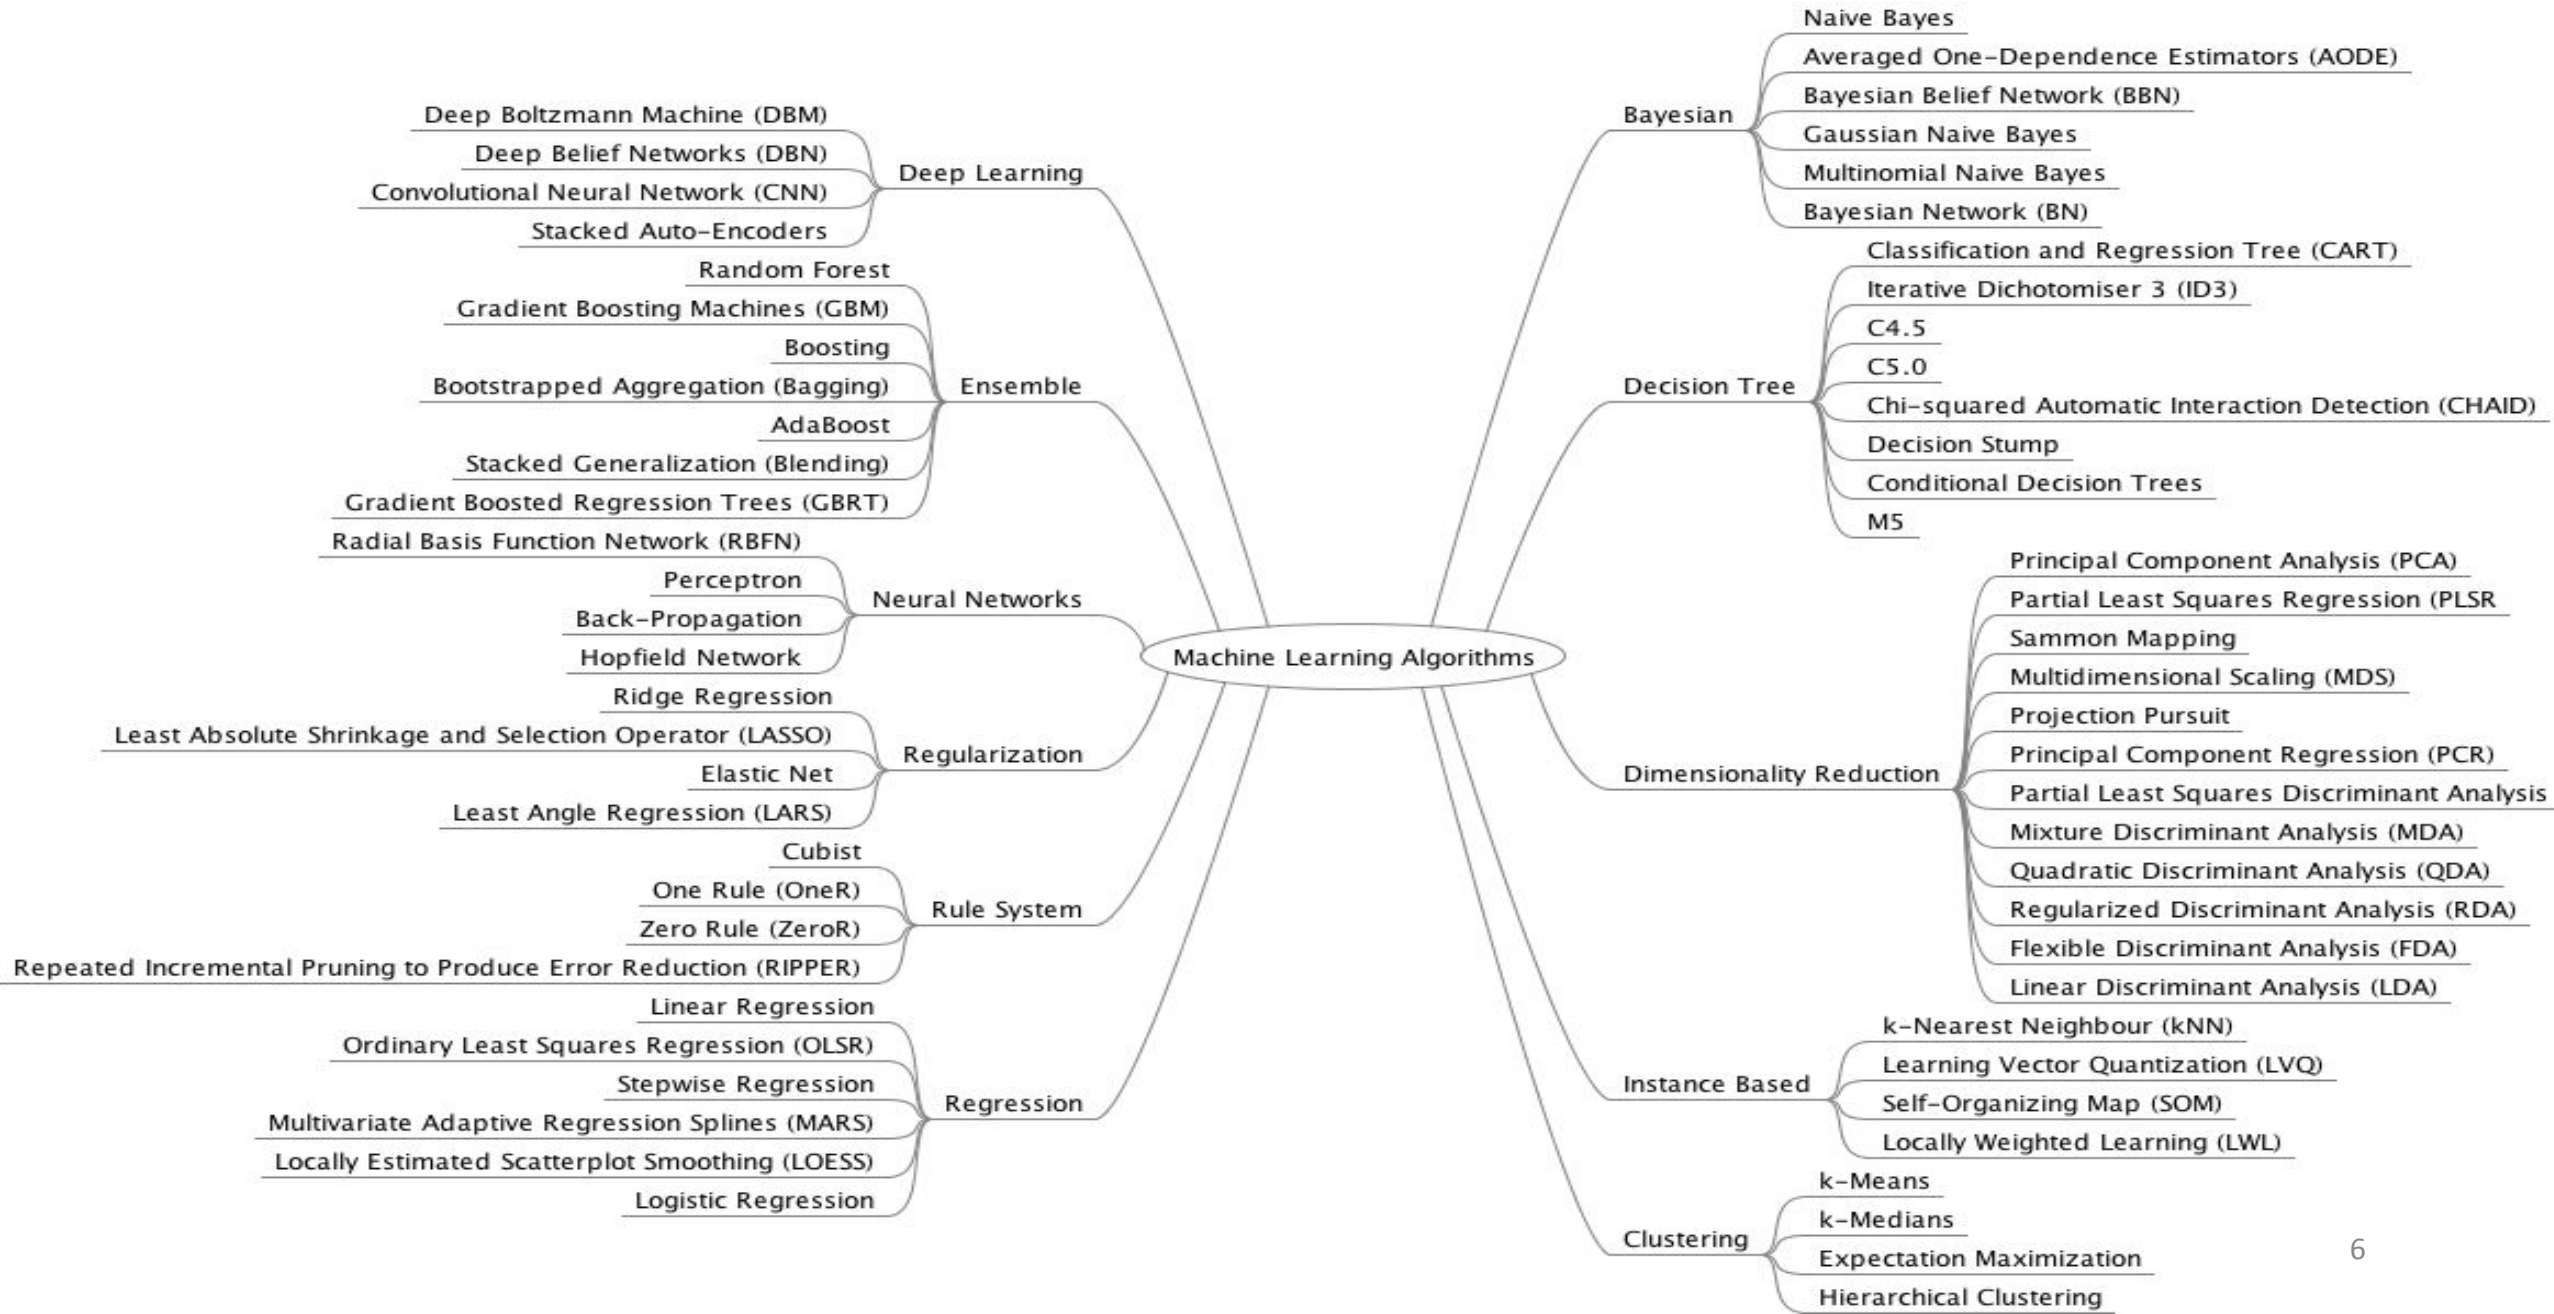 Deep Boltzmann Machine (DBM)
Deep Belief Networks (DBN)
Convolutional Neural Network (CNN)
Stacked Auto-Encoders
Deep Learning
Random Forest
Gradient Boosting Machines (GBM)
Boosting
Bootstrapped Aggregation (Bagging)
AdaBoost
Stacked Generalization (Blending)
Gradient Boosted Regression Trees (GBRT)
Ensemble
Radial Basis Function Network (RBFN)
Perceptron
Back-Propagation
Hopfield Network
Neural Networks
Ridge Regression
Least Absolute Shrinkage and Selection Operator (LASSO)
Elastic Net
Least Angle Regression (LARS)
Regularization
Cubist
One Rule (OneR)
Zero Rule (ZeroR)
Repeated Incremental Pruning to Produce Error Reduction (RIPPER)
Rule System
Linear Regression
Ordinary Least Squares Regression (OLSR)
Stepwise Regression
Multivariate Adaptive Regression Splines (MARS)
Locally Estimated Scatterplot Smoothing (LOESS)
Logistic Regression
Regression
Machine Learning Algorithms
Bayesian
Naive Bayes
Averaged One-Dependence Estimators (AODE)
Bayesian Belief Network (BBN)
Gaussian Naive Bayes
Multinomial Naive Bayes
Bayesian Network (BN)
Decision Tree
Classification and Regression Tree (CART)
Iterative Dichotomiser 3 (ID3)
C4.5
C5.0
Chi-squared Automatic Interaction Detection (CHAID)
Decision Stump
Conditional Decision Trees
M5
Dimensionality Reduction
Principal Component Analysis (PCA)
Partial Least Squares Regression (PLSR
Sammon Mapping
Multidimensional Scaling (MDS)
Projection Pursuit
Principal Component Regression (PCR)
Partial Least Squares Discriminant Analysis
Mixture Discriminant Analysis (MDA)
Quadratic Discriminant Analysis (QDA)
Regularized Discriminant Analysis (RDA)
Flexible Discriminant Analysis (FDA)
Linear Discriminant Analysis (LDA)
Instance Based
k-Nearest Neighbour (kNN)
Learning Vector Quantization (LVQ)
Self-Organizing Map (SOM)
Locally Weighted Learning (LWL)
Clustering
k-Means
k-Medians
Expectation Maximization
Hierarchical Clustering
6